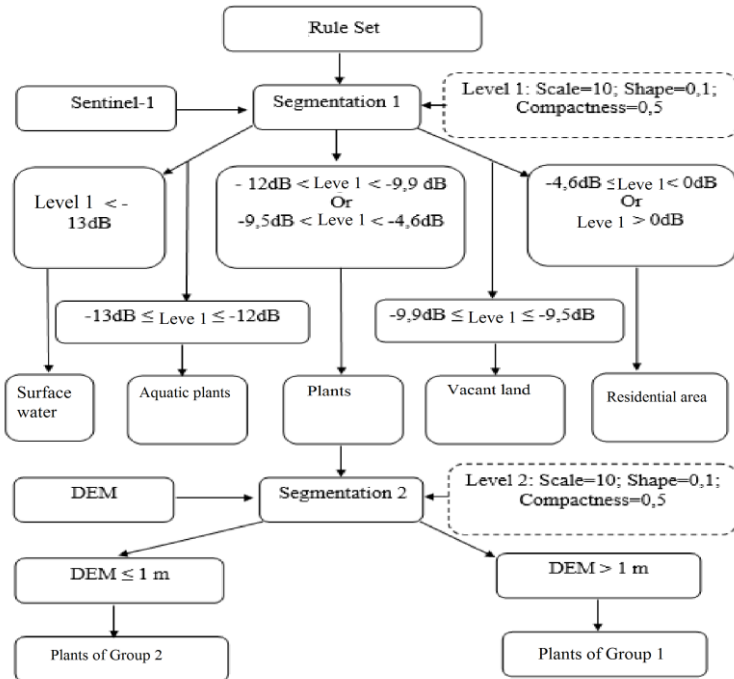 Rule Set
Sentinel-1
Segmentation 1
Level 1: Scale=10; Shape=0,1;
Compactness=0,5
Level 1 < -
13dB
- 12dB < Leve 1 < -9,9 dB
Or
-9,5dB < Leve 1 < -4,6dB
-4,6dB ≤ Leve 1 < 0dB
Or
Leve 1 > 0dB
-13dB ≤ Leve 1 ≤ -12dB
-9,9dB ≤ Leve 1 ≤ -9,5dB
Surface
water
Aquatic plants
Plants
Vacant land
Residential area
DEM
Segmentation 2
Level 2: Scale=10; Shape=0,1;
Compactness=0,5
DEM ≤ 1 m
DEM > 1 m
Plants of Group 2
Plants of Group 1